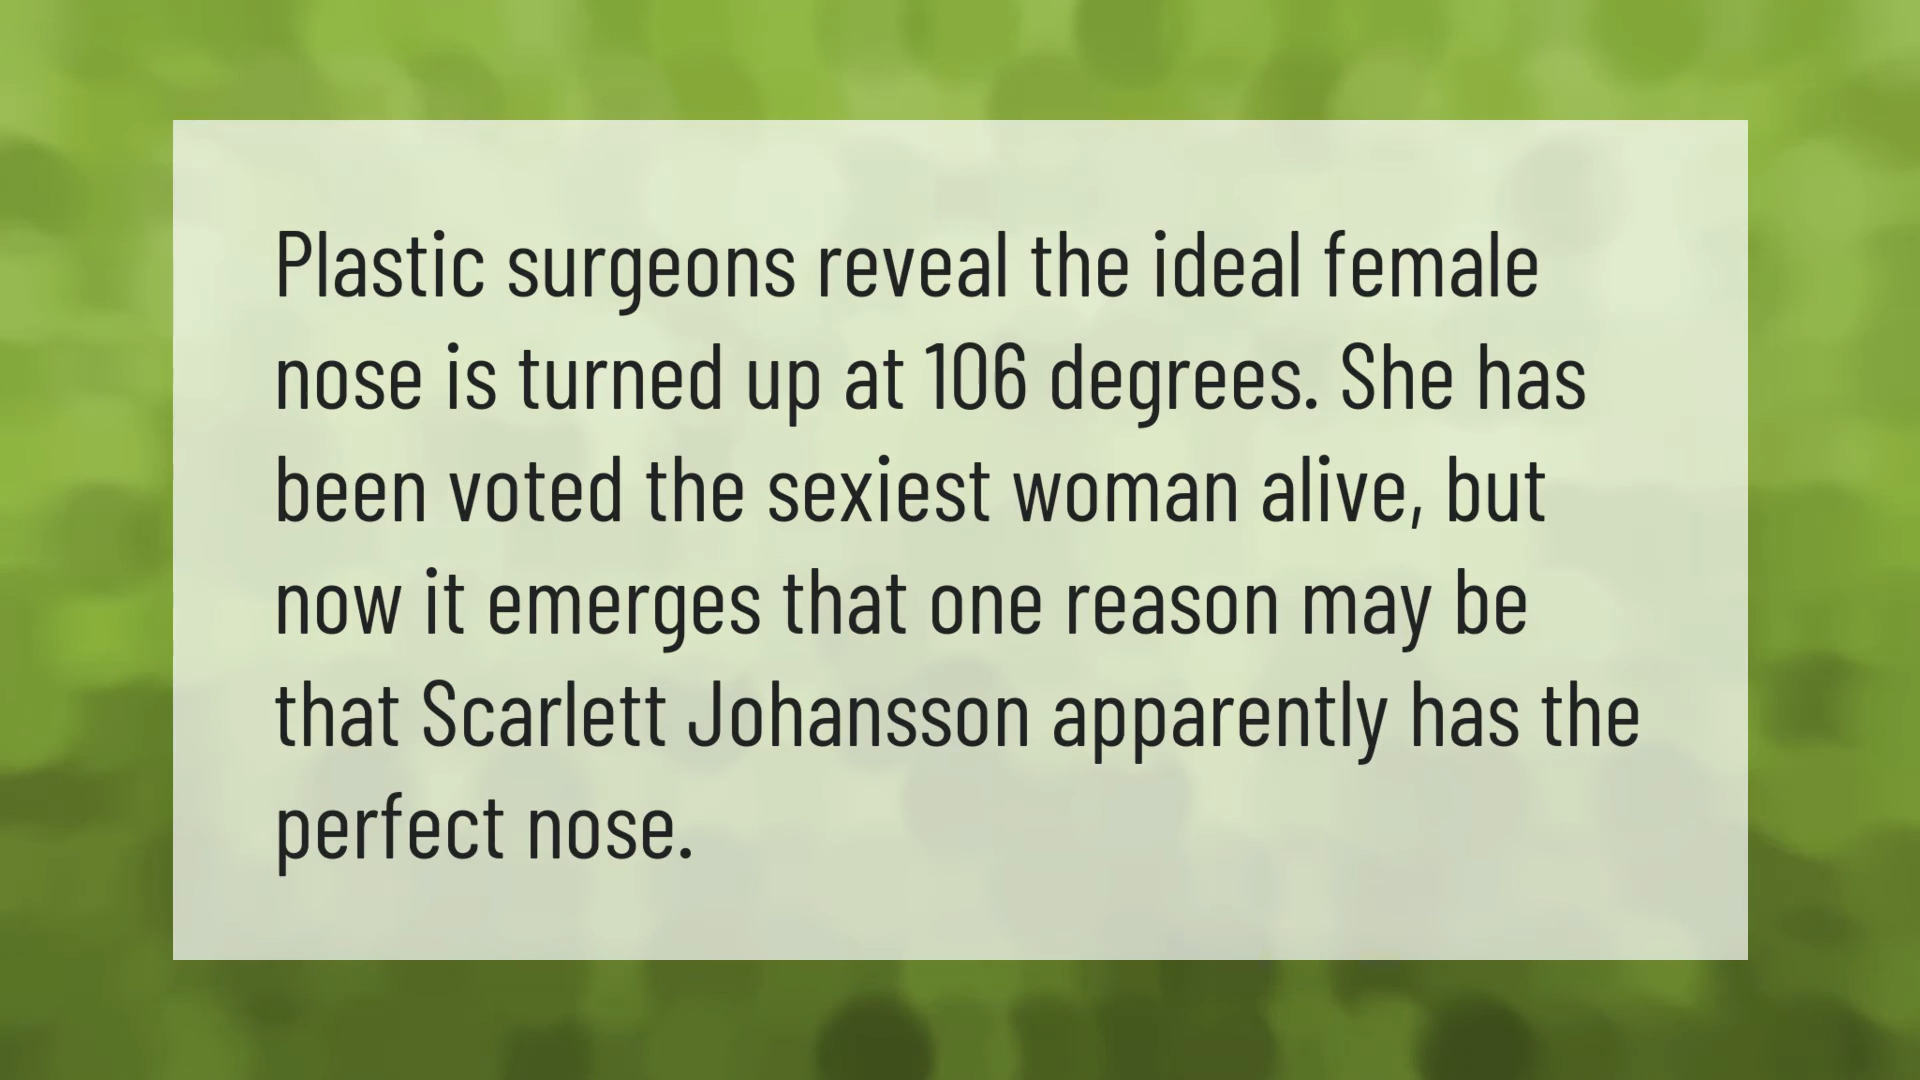 Plastic surgeons reveal the ideal female
nose is turned up at 106 degrees. She has
been voted the sexiest woman alive, but
now it emerges that one reason may be
that Scarlett Johansson apparently has the
perfect nose.